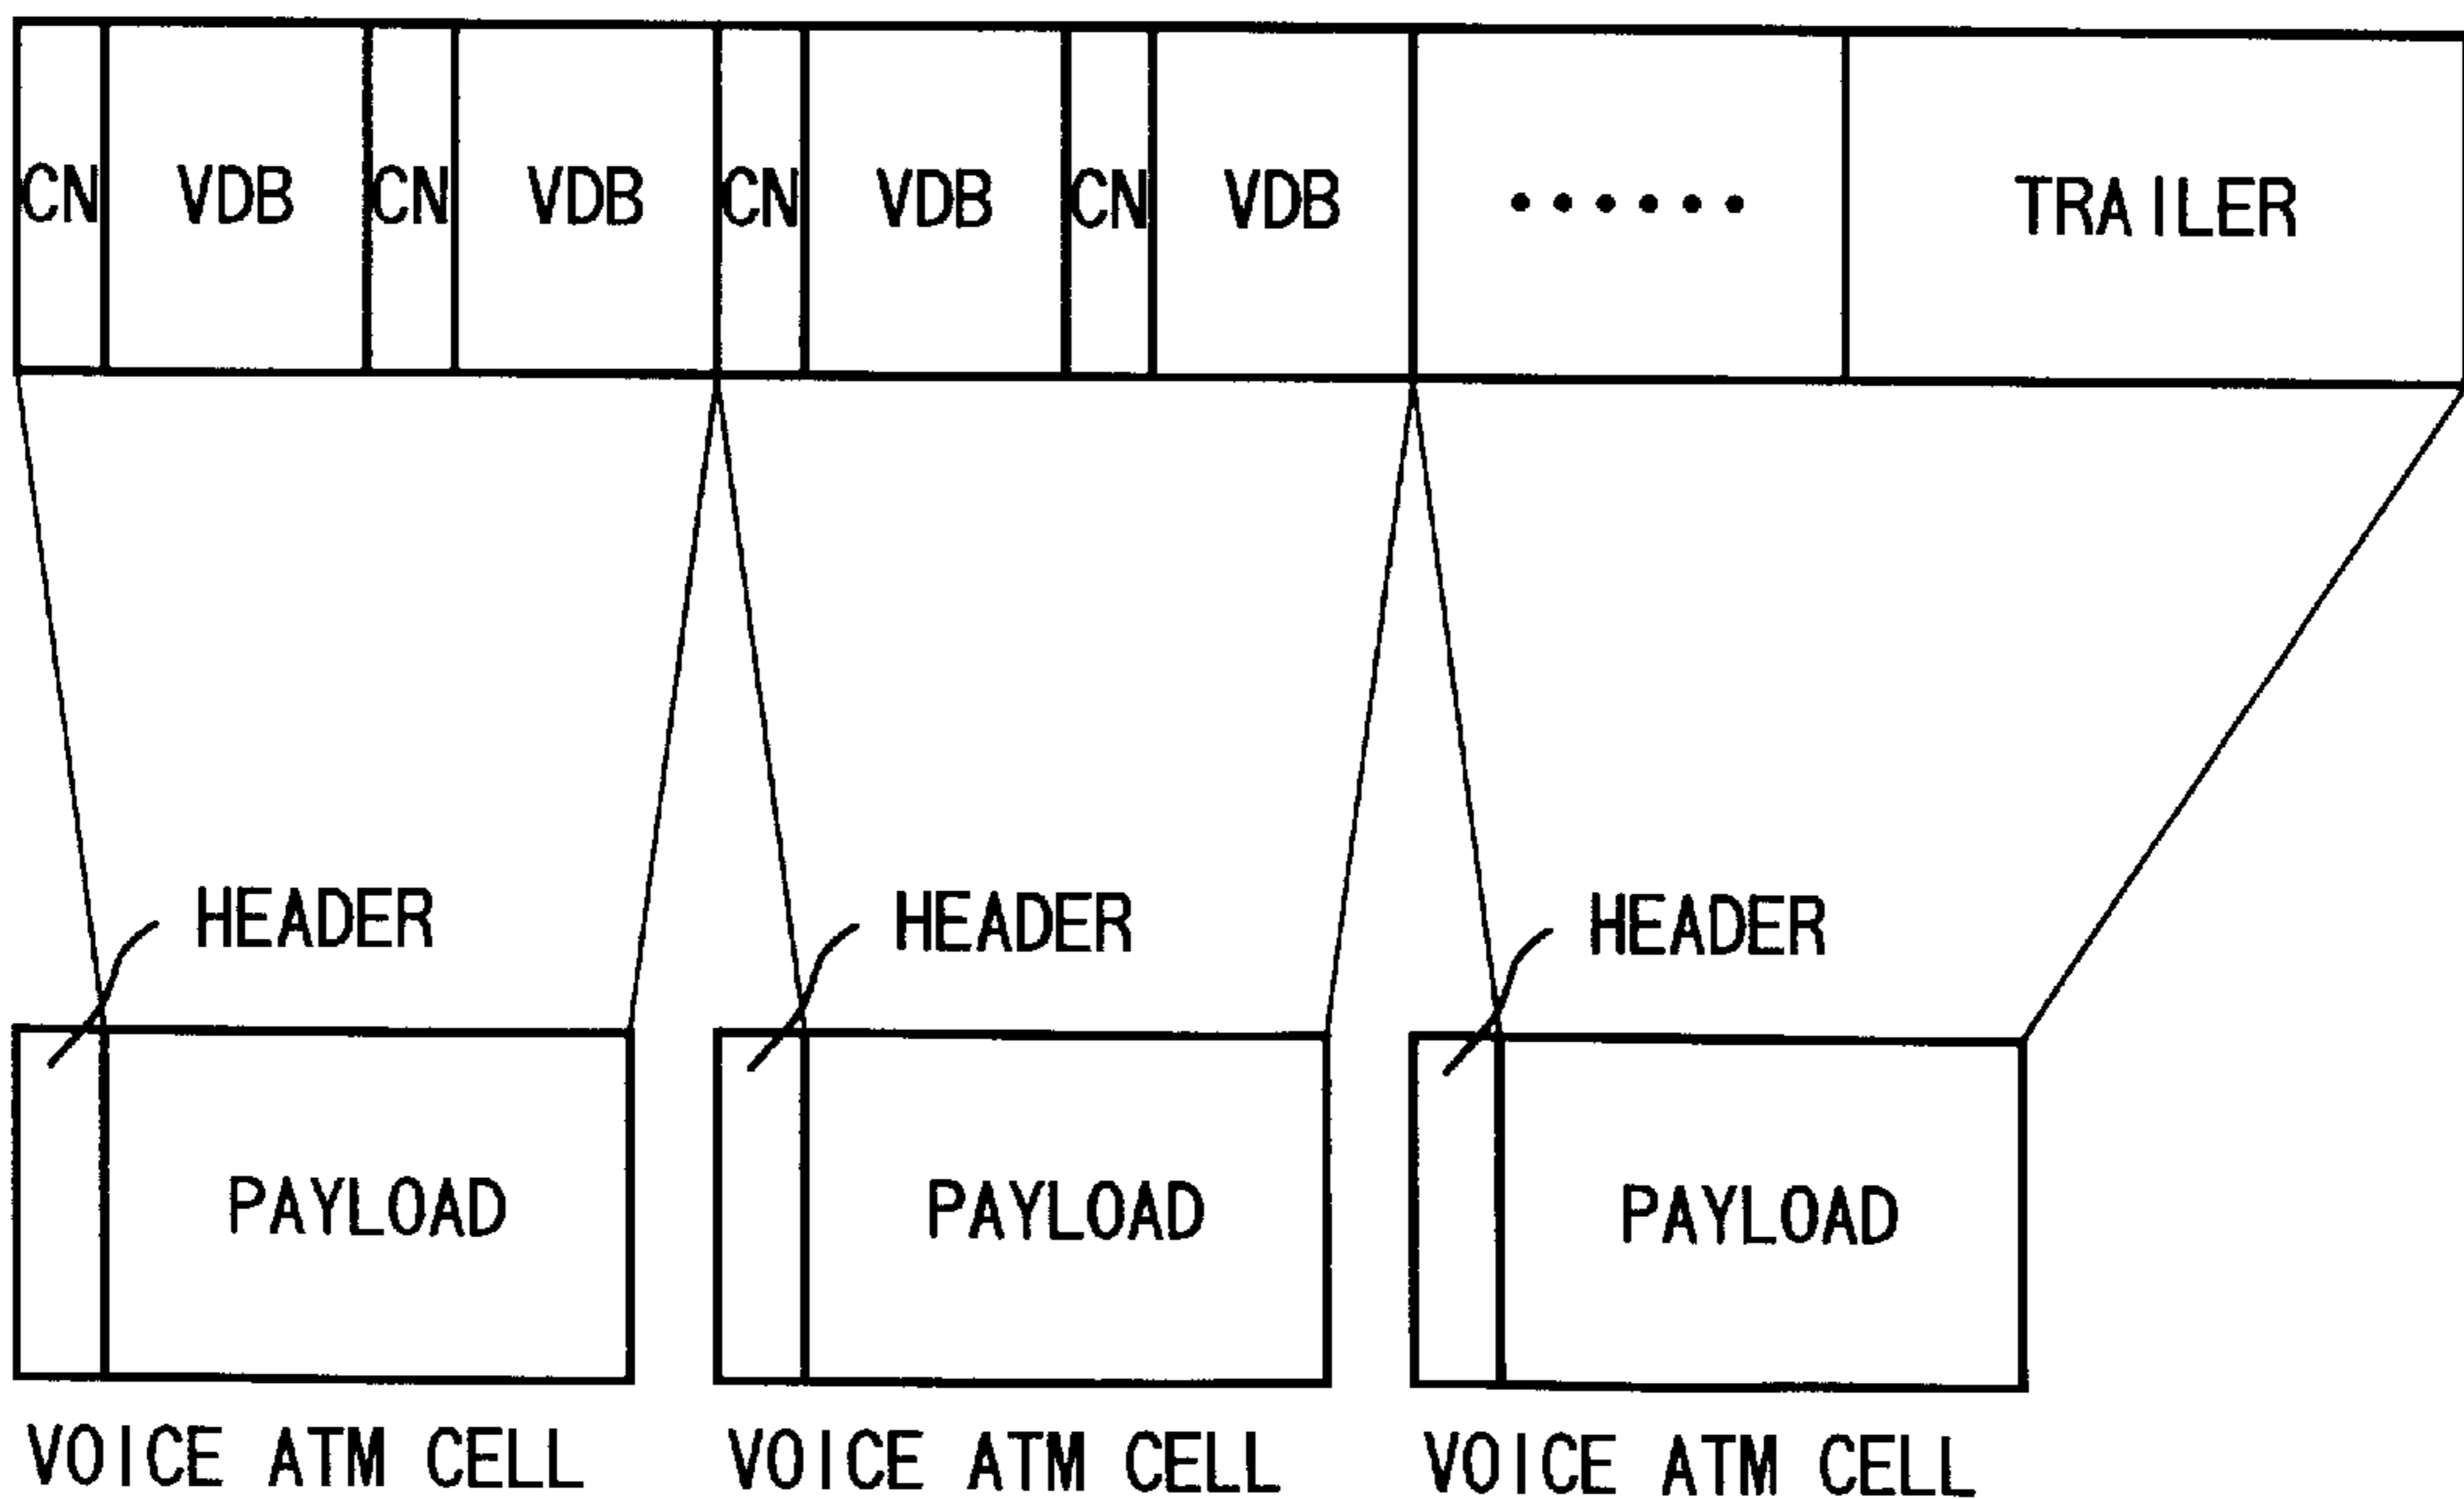 CN VDB CN VDB CN VDB CN VDB ...... TRAILER
HEADER HEADER HEADER
PAYLOAD PAYLOAD PAYLOAD
VOICE ATM CELL VOICE ATM CELL VOICE ATM CELL